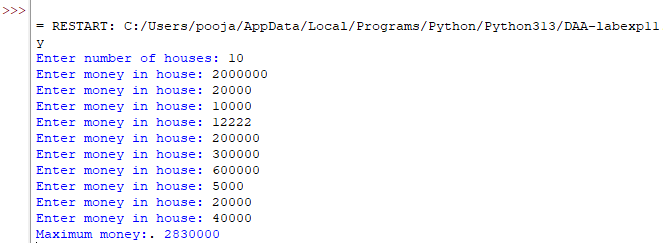 >>>
= RESTART: C:/Users/pooja/AppData/Local/Programs/Python/Python313/DAA-labexp11
y
Enter number of houses: 10
Enter money in house: 2000000
Enter money in house: 20000
Enter money in house: 10000
Enter money in house: 12222
Enter money in house: 200000
Enter money in house: 300000
Enter money in house: 600000
Enter money in house: 5000
Enter money in house: 20000
Enter money in house: 40000
Maximum money:. 2830000